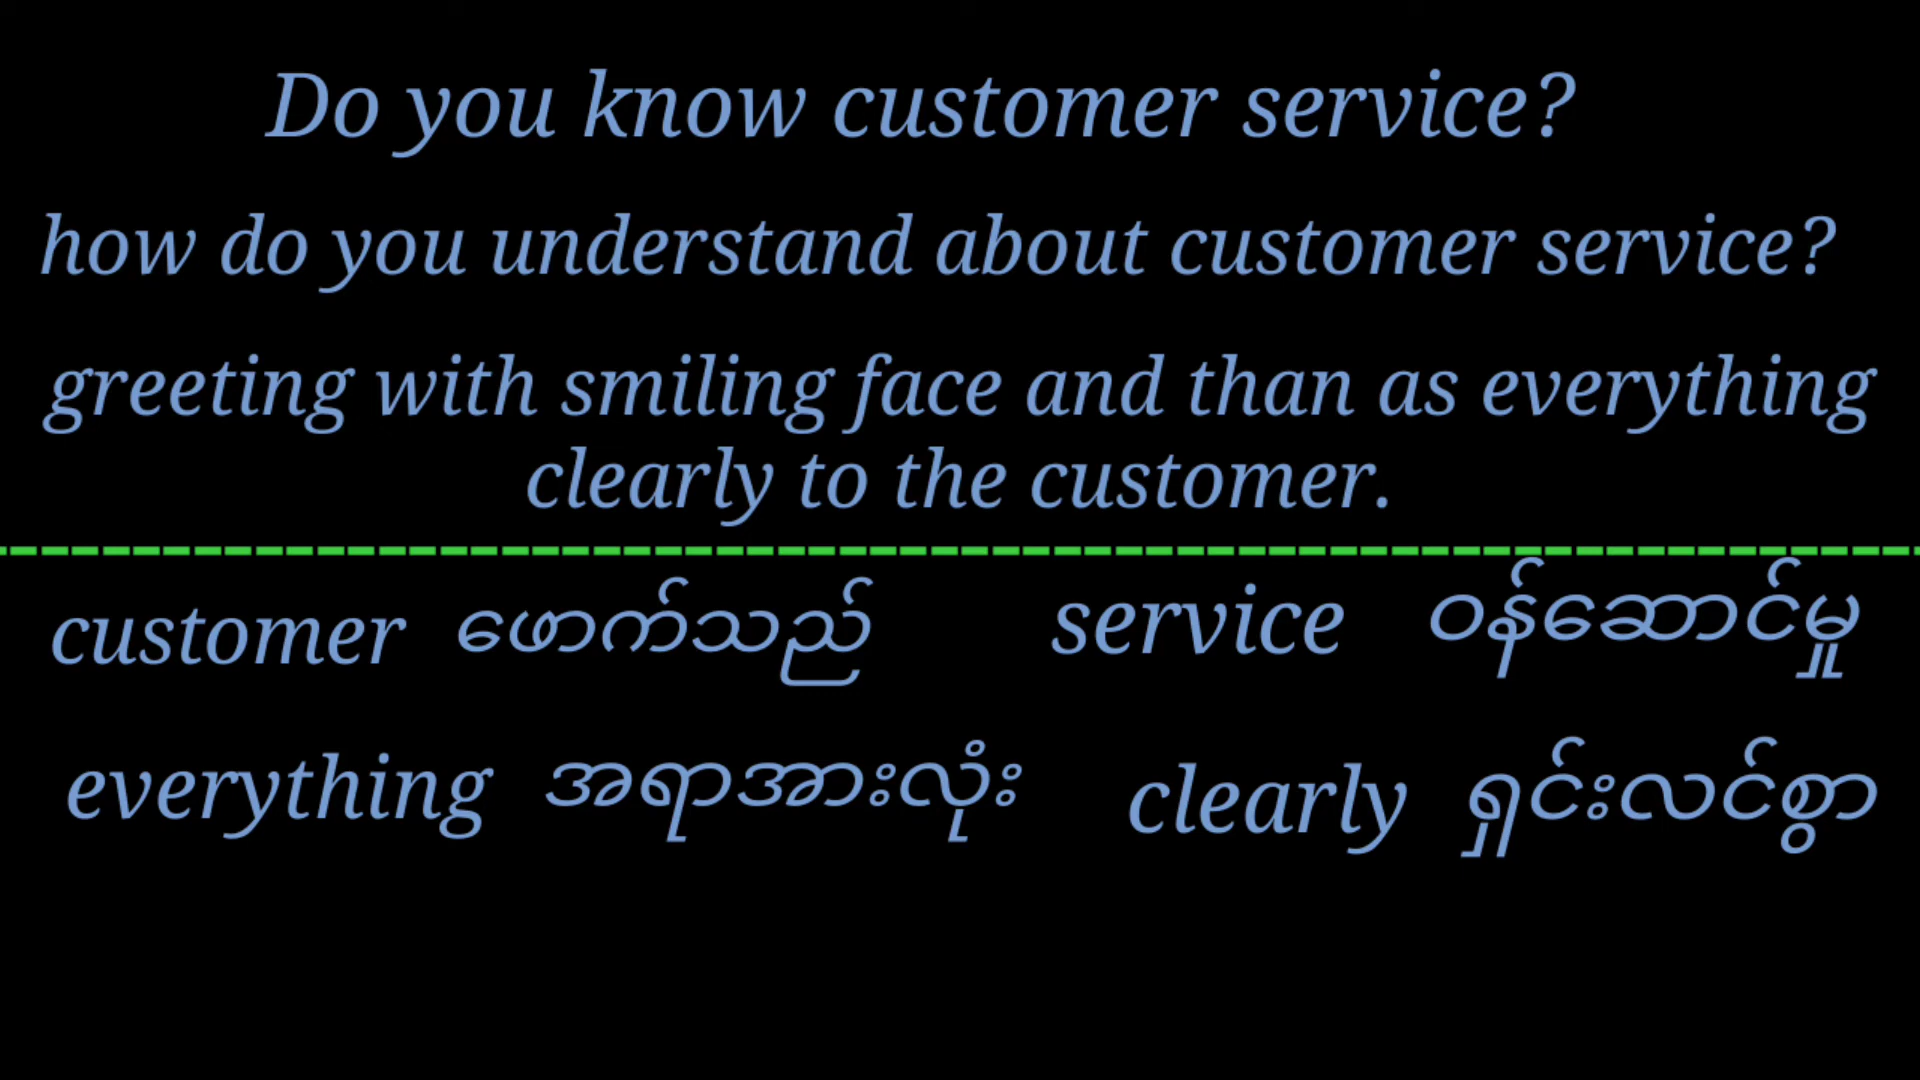 Do you know customer service?
how do you understand about customer service?
greeting with smiling face and than as everything
clearly to the customer.
customer ဖောက်သည် service ဝန်ဆောင်မှု
everything အရာအားလုံး clearly ရှင်းလင်စွာ